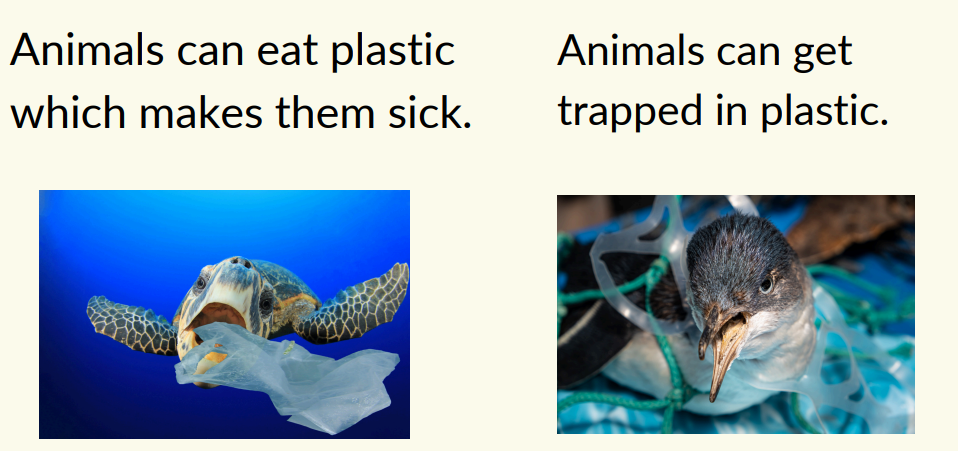 Animals can eat plastic
which makes them sick.
Animals can get
trapped in plastic.